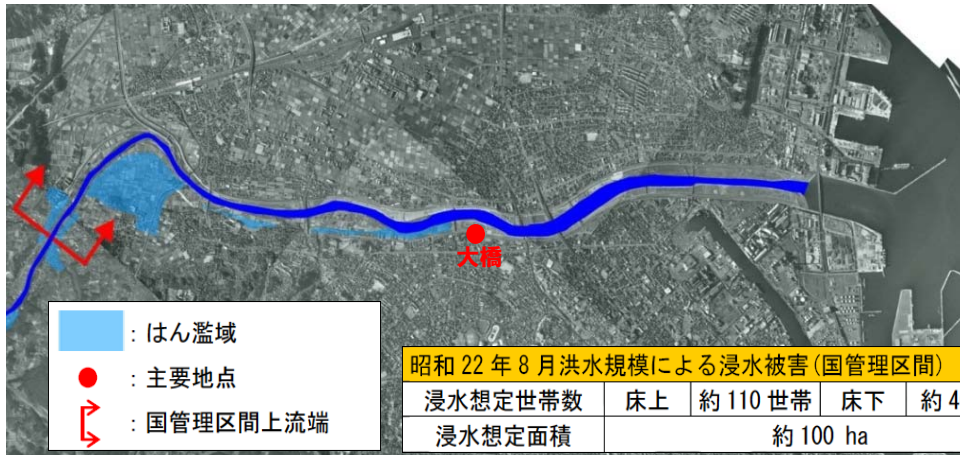 大橋
: はん濫域
: 主要地点
: 国管理区間上流端
昭和 22 年 8 月洪水規模による浸水被害(国管理区間)
浸水想定世帯数 床上 約 110 世帯 床下 約 4
浸水想定面積 約 100 ha